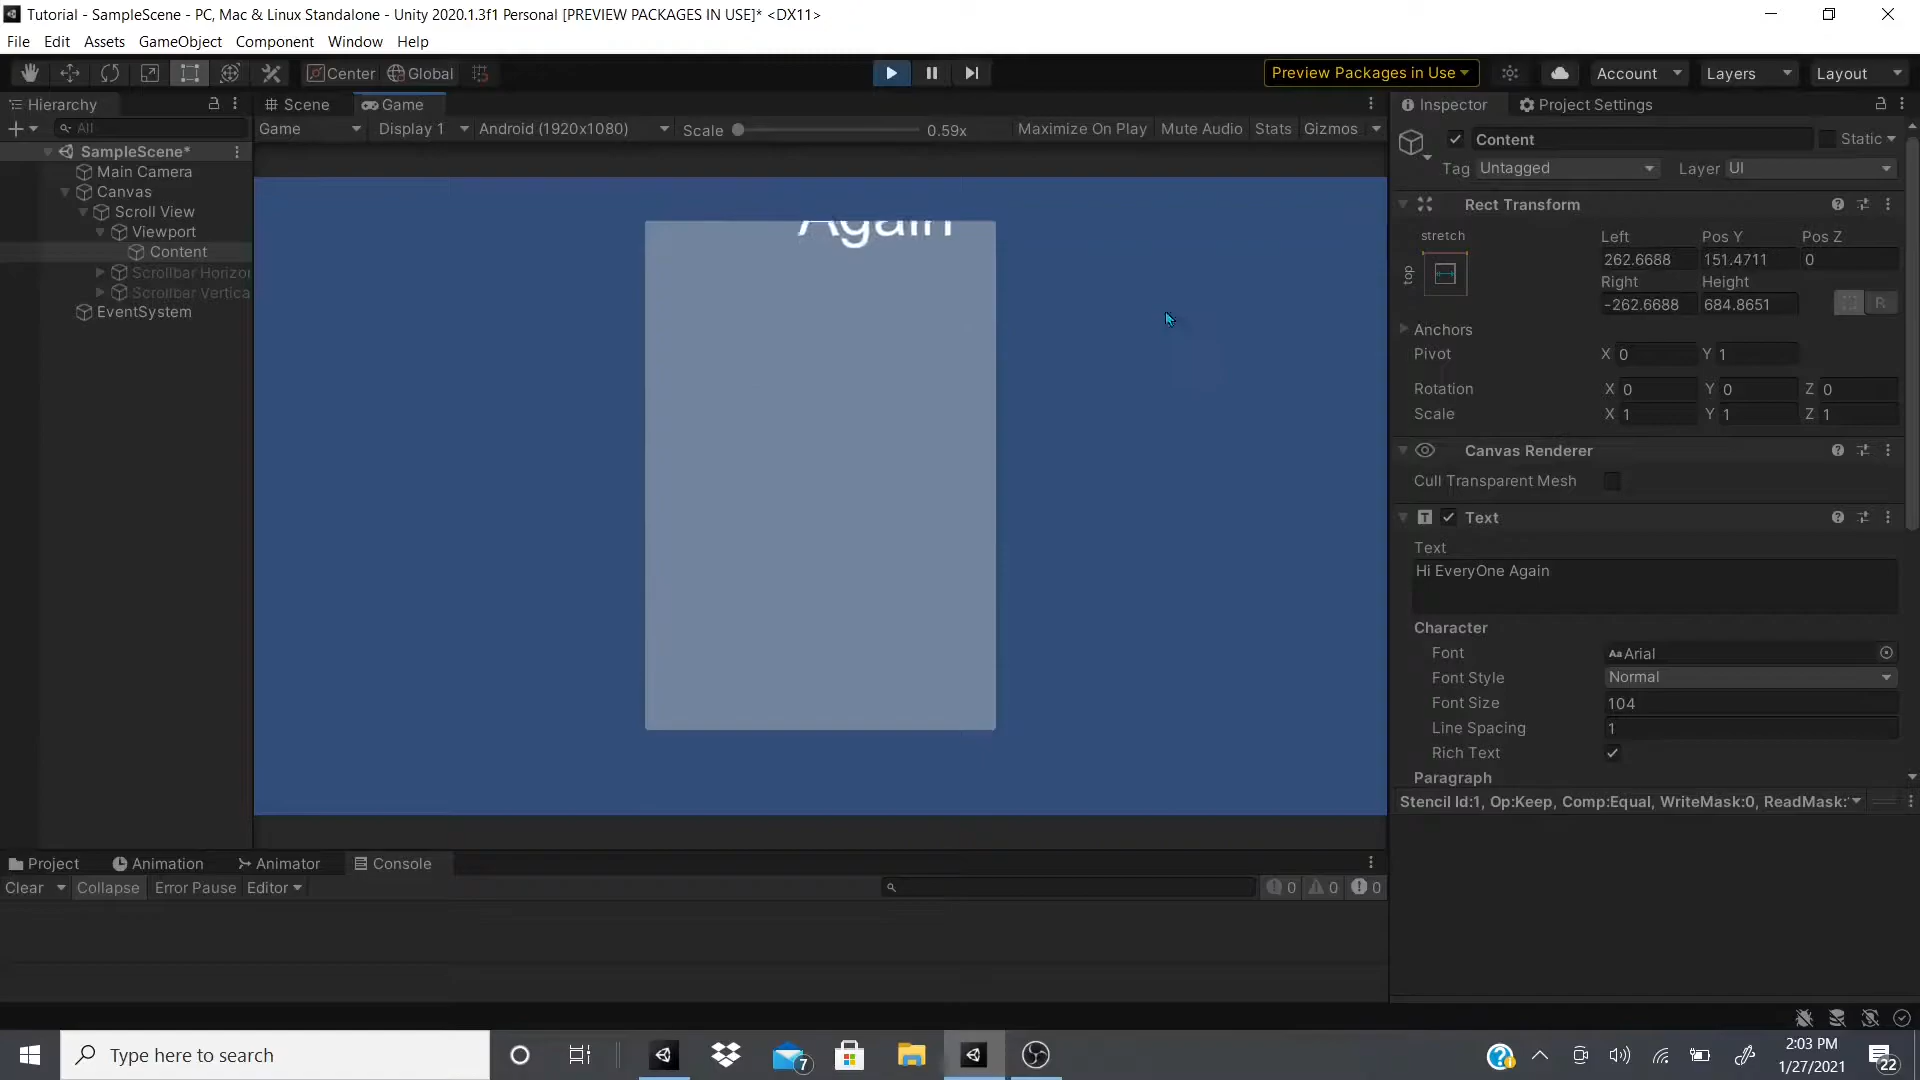 Tutorial - SampleScene - PC, Mac & Linux Standalone - Unity 2020.1.3f1 Personal [PREVIEW PACKAGES IN USE]* <DX11>
File Edit Assets GameObject Component Window Help
Center Global Preview Packages in Use Account Layers Layout
Hierarchy Scene Game Inspector Project Settings
All Game Display 1 Android (1920x1080) Scale 0.59x Maximize On Play Mute Audio Stats Gizmos
Content Static
SampleScene*
Tag Untagged Layer UI
Main Camera
Canvas
Scroll View
Viewport
Content
Scrollbar Horizon
Scrollbar Vertica
EventSystem
Again
Rect Transform
stretch Left Pos Y Pos Z
top 262.6688 151.4711 0
Right Height
-262.6688 684.8651 R
Anchors
Pivot X 0 Y 1
Rotation X 0 Y 0 Z 0
Scale X 1 Y 1 Z 1
Canvas Renderer
Cull Transparent Mesh
Text
Text
Hi EveryOne Again
Character
Font Aa Arial
Font Style Normal
Font Size 104
Line Spacing 1
Rich Text
Paragraph
Stencil Id:1, Op:Keep, Comp:Equal, WriteMask:0, ReadMask:
Project Animation Animator Console
Clear Collapse Error Pause Editor 0 0 0
Type here to search 7 2:03 PM
1/27/2021 22